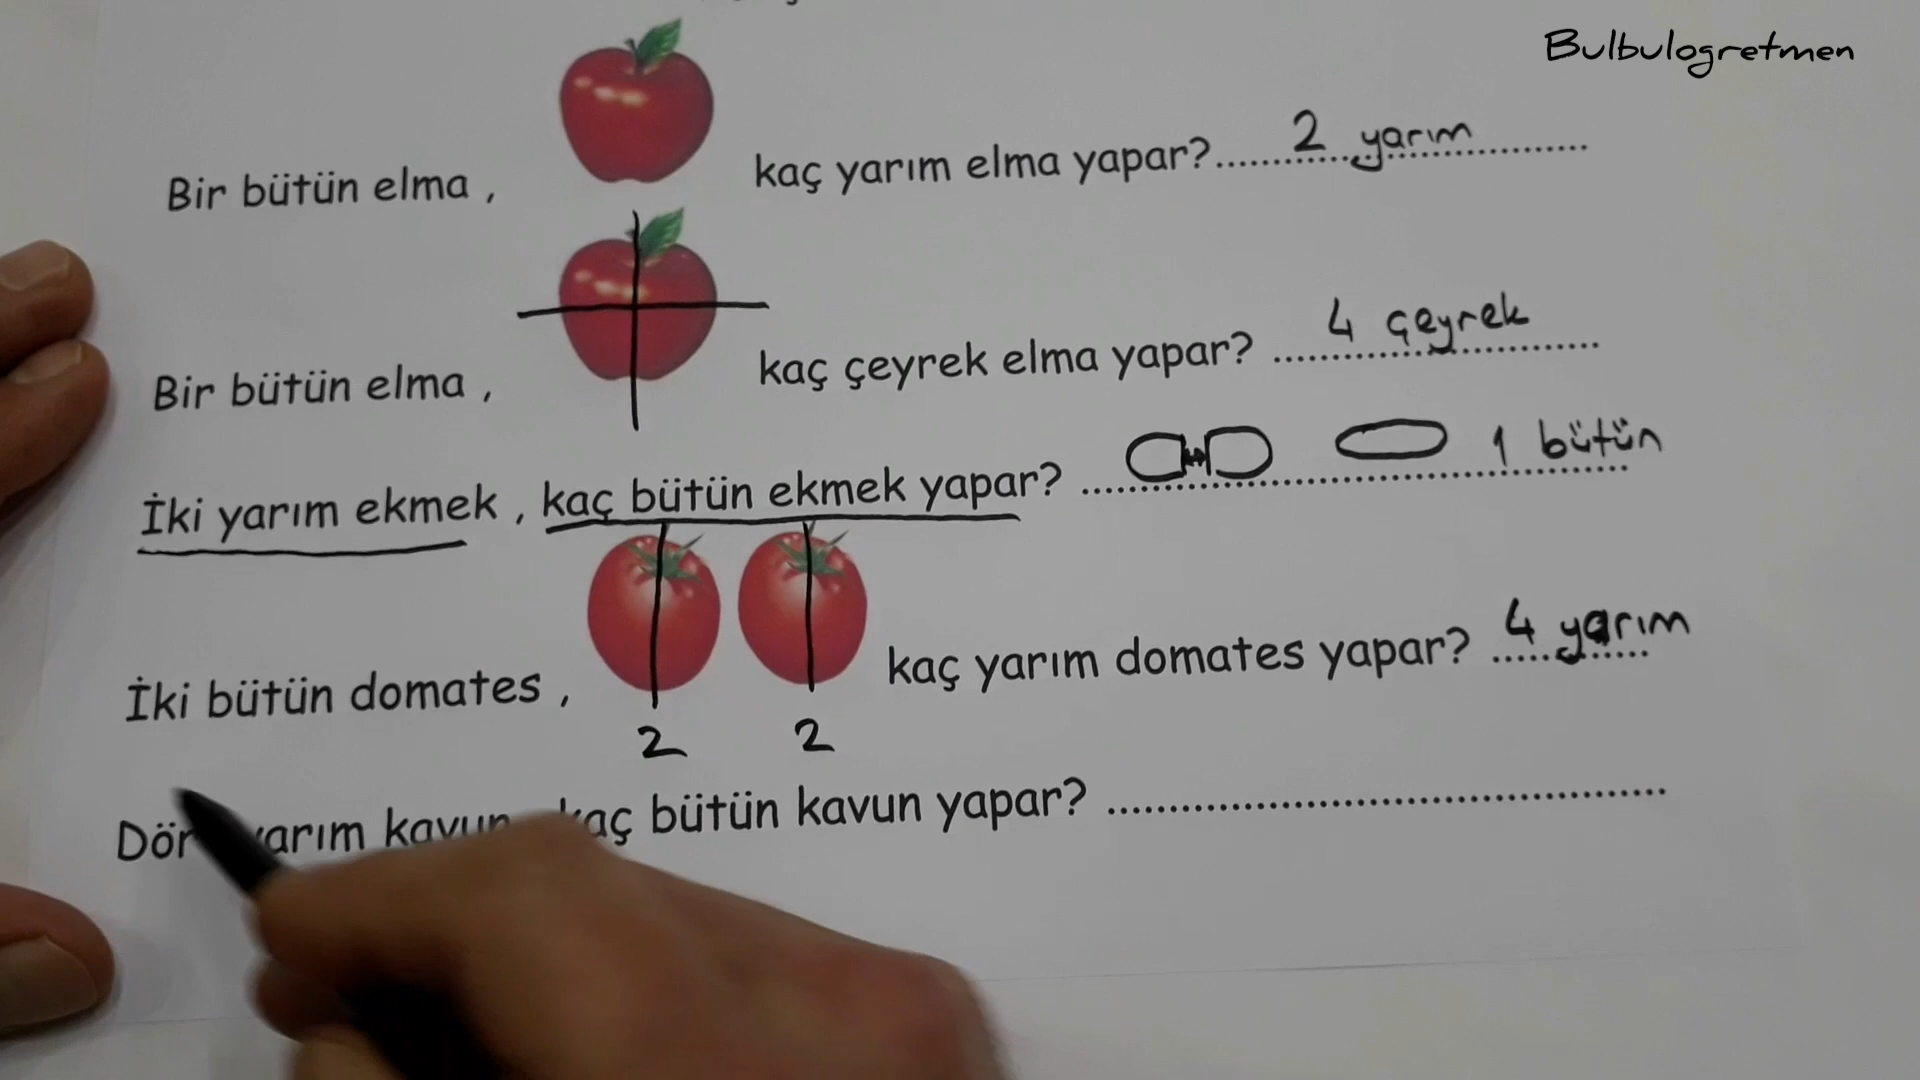 Bulbulogretmen
Bir bütün elma , kaç yarım elma yapar?..... 2 yarım
Bir bütün elma , kaç çeyrek elma yapar? ..... 4 çeyrek
İki yarım ekmek , kaç bütün ekmek yapar? ..... 1 bütün
İki bütün domates , kaç yarım domates yapar? ..... 4 yarım
2 2
kaç bütün kavun yapar? .....